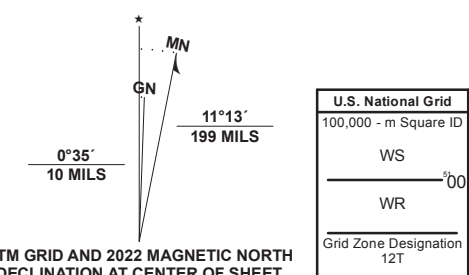 ★
MN
GN
11°13´
199 MILS
0°35´
10 MILS
TM GRID AND 2022 MAGNETIC NORTH
DECLINATION AT CENTER OF SHEET
U.S. National Grid
100,000 - m Square ID
WS
5100
WR
Grid Zone Designation
12T